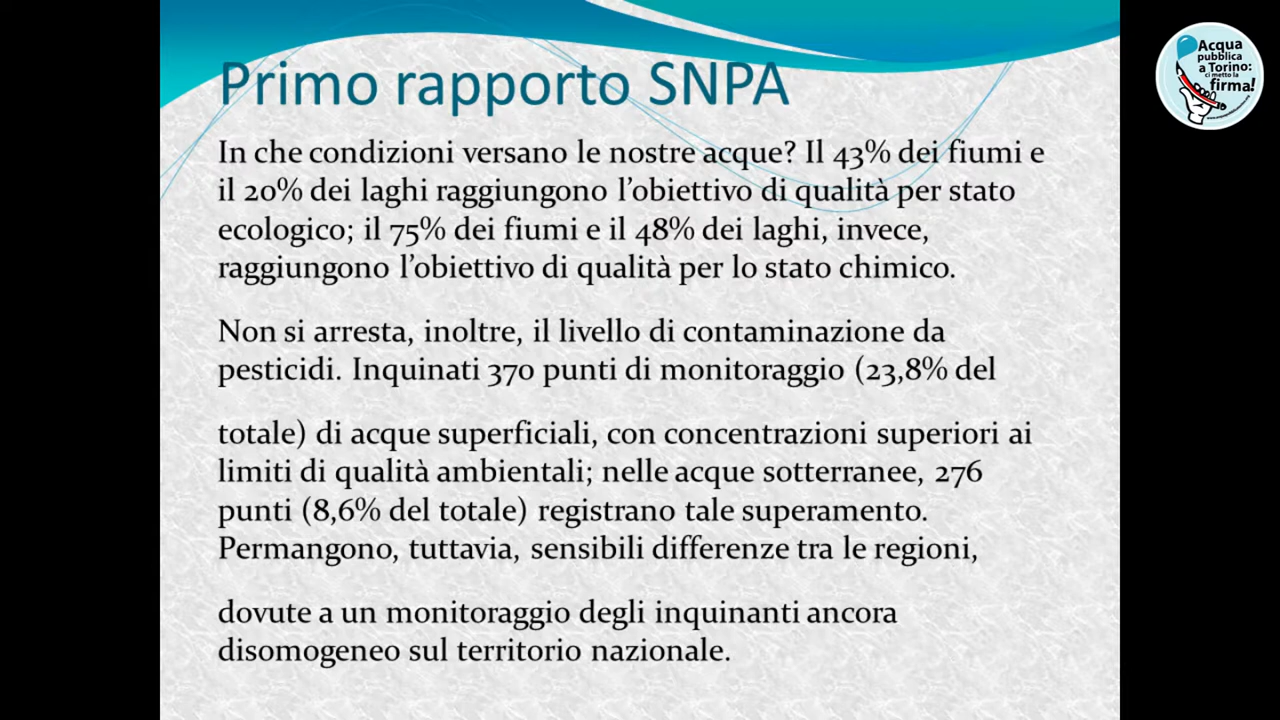 Primo rapporto SNPA
In che condizioni versano le nostre acque? Il 43% dei fiumi e
il 20% dei laghi raggiungono l'obiettivo di qualità per stato
ecologico; il 75% dei fiumi e il 48% dei laghi, invece,
raggiungono l'obiettivo di qualità per lo stato chimico.
Non si arresta, inoltre, il livello di contaminazione da
pesticidi. Inquinati 370 punti di monitoraggio (23,8% del
totale) di acque superficiali, con concentrazioni superiori ai
limiti di qualità ambientali; nelle acque sotterranee, 276
punti (8,6% del totale) registrano tale superamento.
Permangono, tuttavia, sensibili differenze tra le regioni,
dovute a un monitoraggio degli inquinanti ancora
disomogeneo sul territorio nazionale.
Acqua
pubblica
a Torino:
ci metto la
firma!